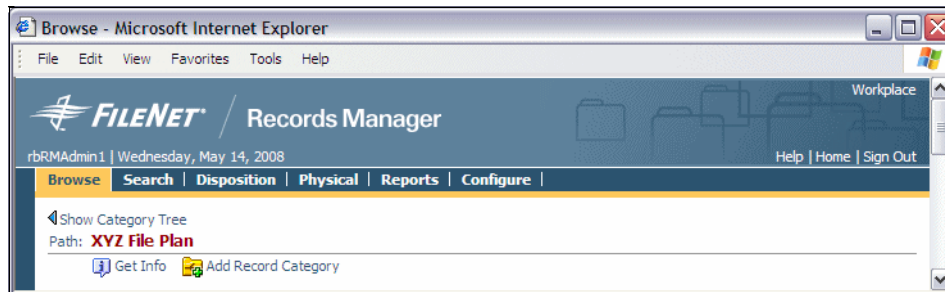 Browse - Microsoft Internet Explorer
File Edit View Favorites Tools Help
Workplace
FILENET Records Manager
rbRMAdmin1 | Wednesday, May 14, 2008 Help | Home | Sign Out
Browse Search | Disposition | Physical | Reports | Configure |
Show Category Tree
Path: XYZ File Plan
Get Info Add Record Category